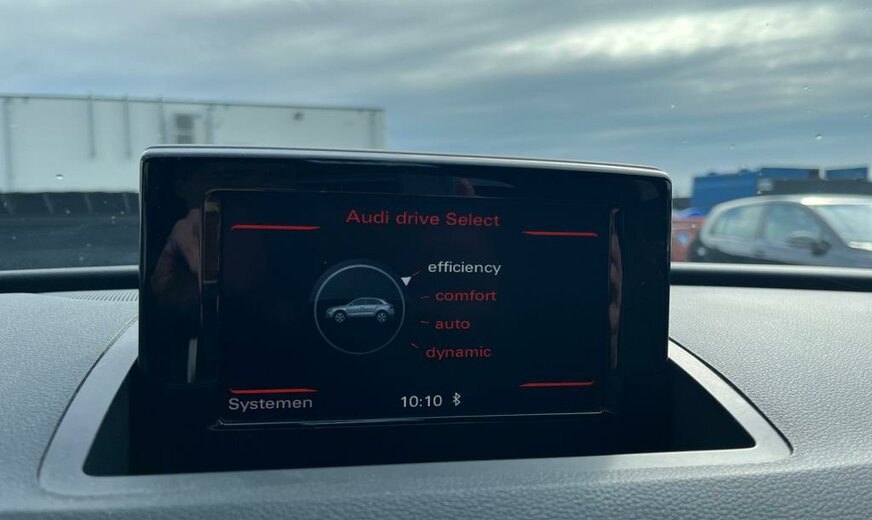 Audi drive Select
efficiency
comfort
auto
dynamic
Systemen
10:10